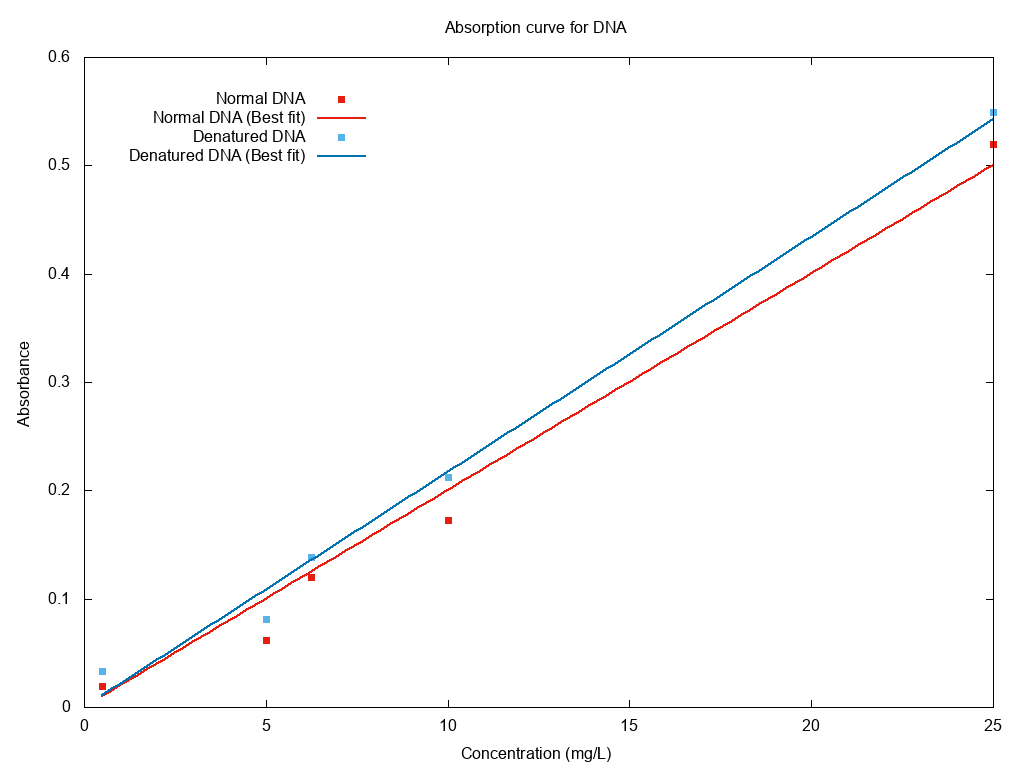 Absorption curve for DNA
0.6
0.5
0.4
0.3
0.2
0.1
0
Absorbance
Normal DNA
Normal DNA (Best fit)
Denatured DNA
Denatured DNA (Best fit)
0 5 10 15 20 25
Concentration (mg/L)